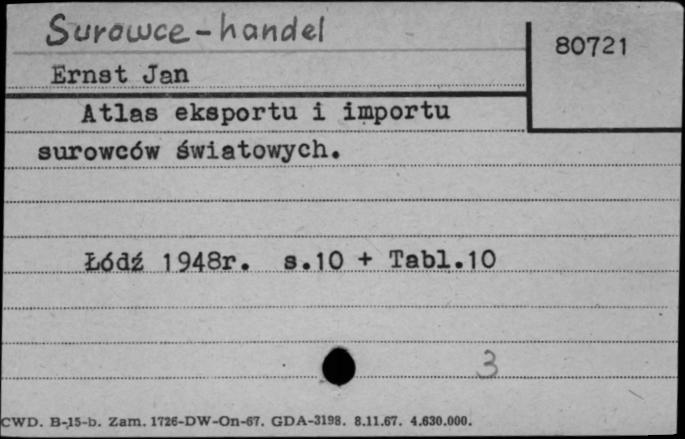 Surowce-handel
80721
Ernst Jan
Atlas eksportu i importu
surowców światowych.
Łódź 1948r. s.10 + Tabl.10
3
CWD. B-15-b. Zam. 1726-DW-On-67. GDA-3198. 8.11.67. 4.630.000.